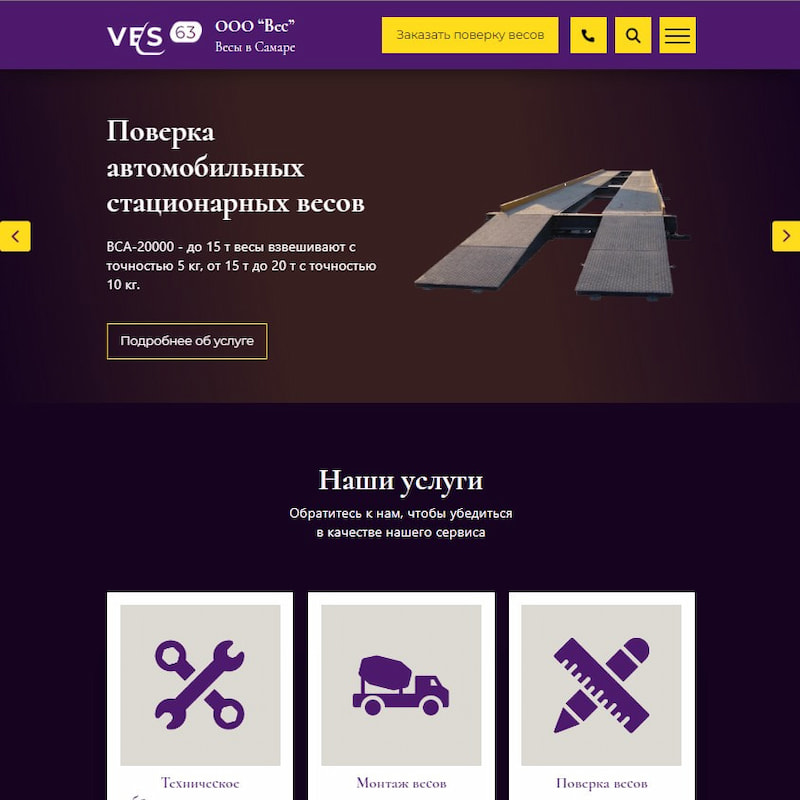 VES 63
ООО “Вес”
Весы в Самаре
Заказать поверку весов
Поверка
автомобильных
стационарных весов
ВСА-20000 - до 15 т весы взвешивают с
точностью 5 кг, от 15 т до 20 т с точностью
10 кг.
Подробнее об услуге
Наши услуги
Обратитесь к нам, чтобы убедиться
в качестве нашего сервиса
Техническое
Монтаж весов
Поверка весов